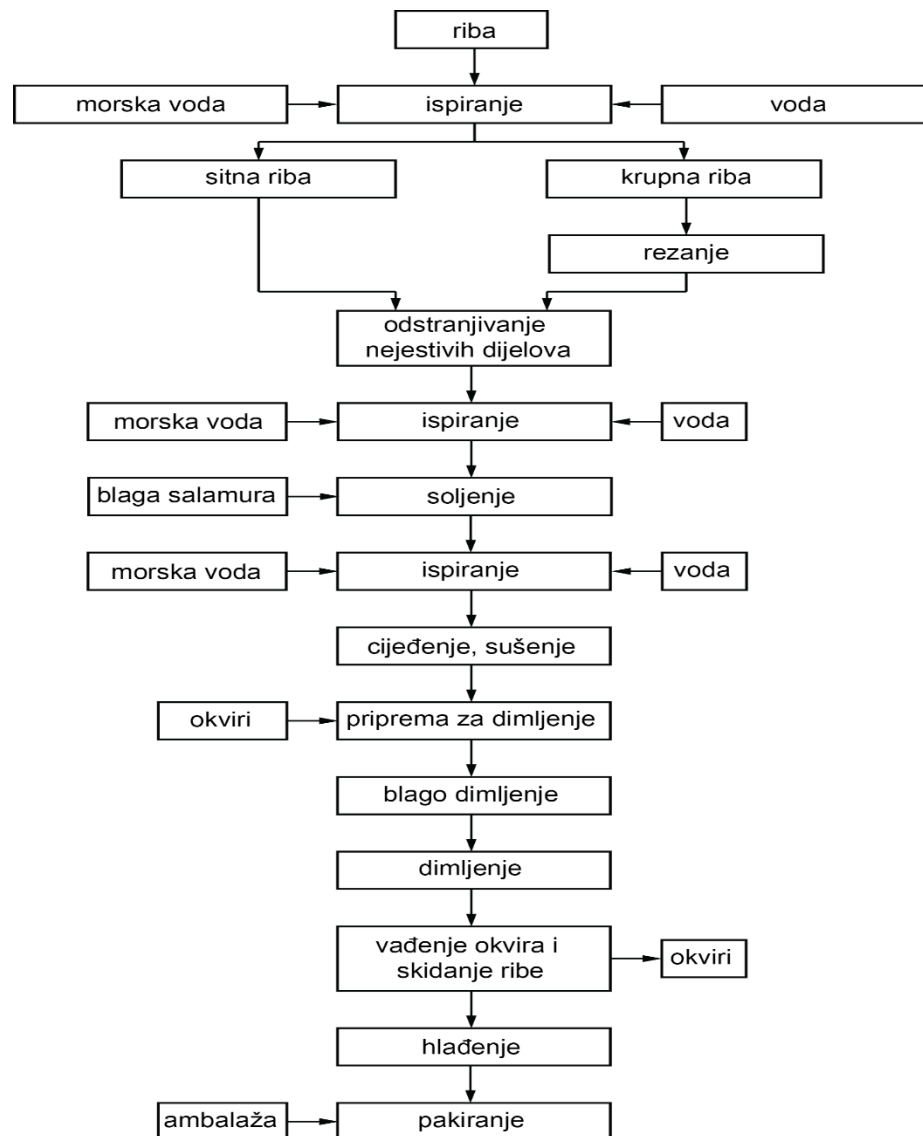 riba
morska voda
ispiranje
voda
sitna riba
krupna riba
rezanje
odstranjivanje
nejestivih dijelova
morska voda
ispiranje
voda
blaga salamura
soljenje
morska voda
ispiranje
voda
cijeđenje, sušenje
okviri
priprema za dimljenje
blago dimljenje
dimljenje
vađenje okvira i
skidanje ribe
okviri
hlađenje
ambalaža
pakiranje